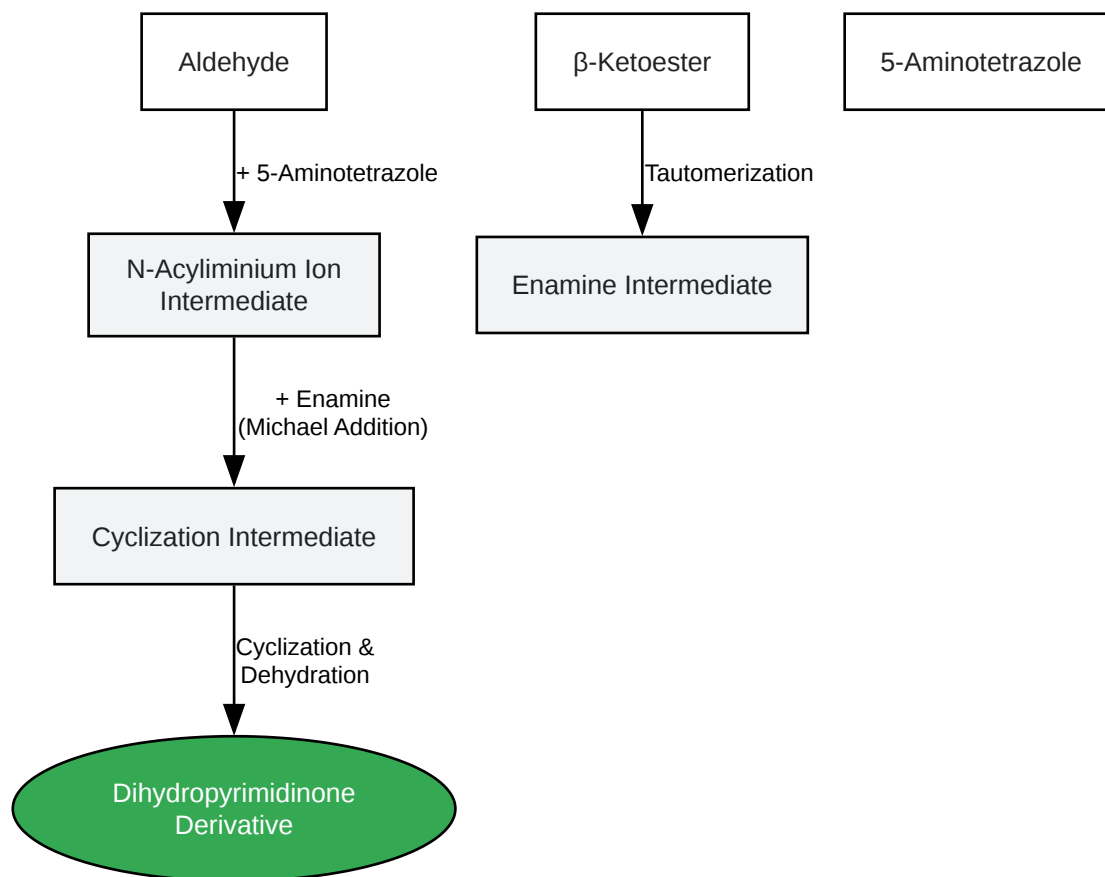 Aldehyde
β-Ketoester
5-Aminotetrazole
+ 5-Aminotetrazole
Tautomerization
N-Acyliminium Ion
Intermediate
Enamine Intermediate
+ Enamine
(Michael Addition)
Cyclization Intermediate
Cyclization &
Dehydration
Dihydropyrimidinone
Derivative